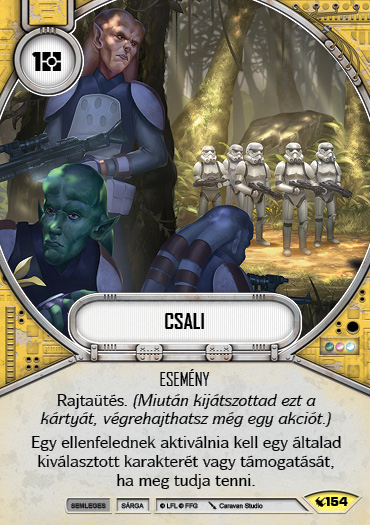 1
CSALI
ESEMÉNY
Rajtaütés. (Miután kijátszottad ezt a
kártyát, végrehajthatsz még egy akciót.)
Egy ellenfelednek aktiválnia kell egy általad
kiválasztott karakterét vagy támogatását,
ha meg tudja tenni.
SEMLEGES SÁRGA © LFL © FFG Caravan Studio 154